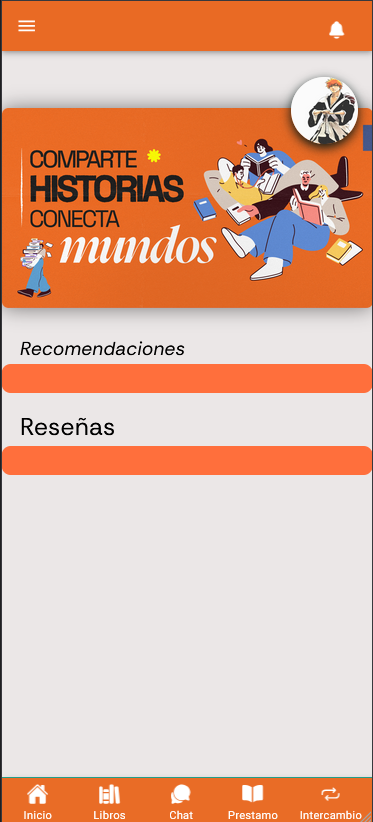 COMPARTE
HISTORIAS
CONECTA
mundos
Recomendaciones
Reseñas
Inicio Libros Chat Prestamo Intercambio